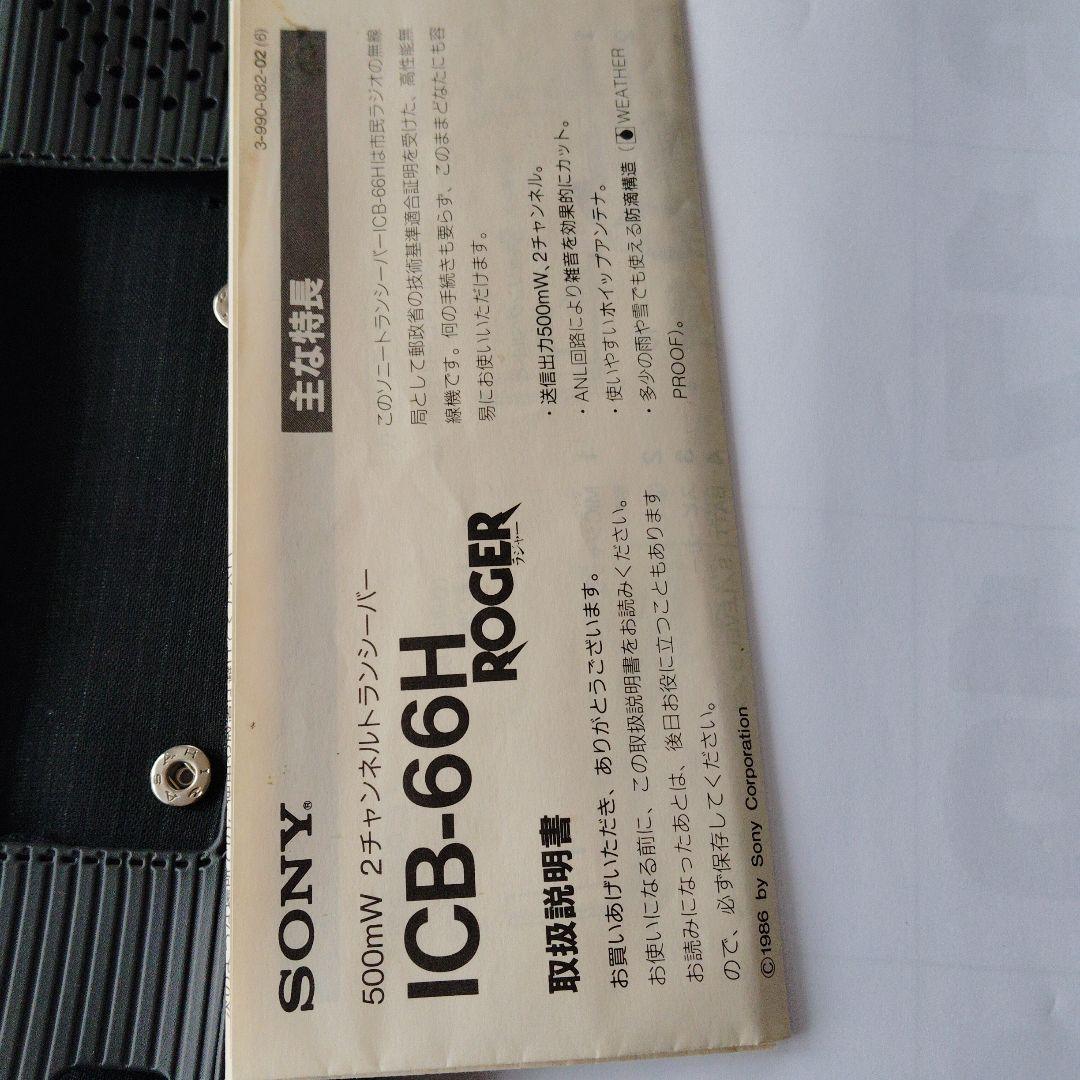 3-990-082-02 (6)
SONY®
500mW 2チャンネルトランシーバー
ICB-66H
ROGER
ラジャー
取扱説明書
お買いあげいただき、ありがとうございます。
お使いになる前に、この取扱説明書をお読みください。
お読みになったあとは、後日お役に立つこともあります
ので、必ず保存してください。
©1986 by Sony Corporation
主な特長
このソニートランシーバーICB-66Hは市民ラジオの無線
局として郵政省の技術基準適合証明を受けた、高性能無
線機です。何の手続きも要らず、このままどなたにも容
易にお使いいただけます。
・送信出力500mW、2チャンネル。
・ANL回路により雑音を効果的にカット。
・使いやすいホイップアンテナ。
・多少の雨や雪でも使える防滴構造（WEATHER
PROOF）。